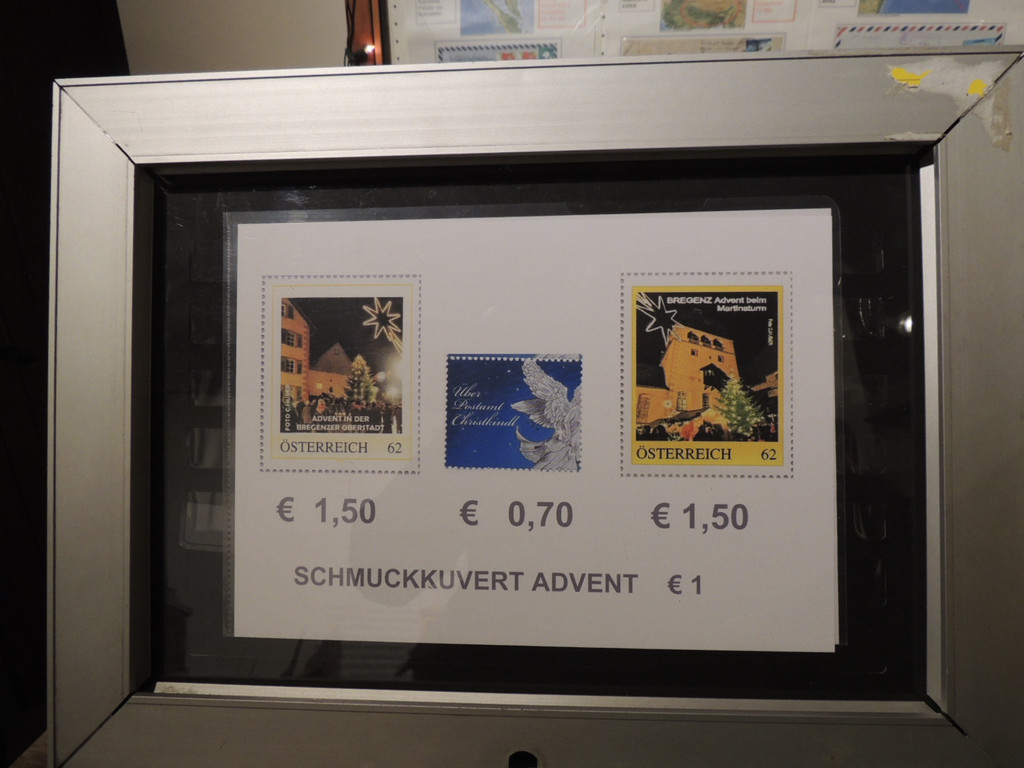 FOTO
ADVENT IN DER
BREGENZER OBERSTADT
ÖSTERREICH 62
Über
Postamt
Christkindl
BREGENZ Advent beim
Martinsturm
ÖSTERREICH 62
€ 1,50
€ 0,70
€ 1,50
SCHMUCKKUVERT ADVENT € 1